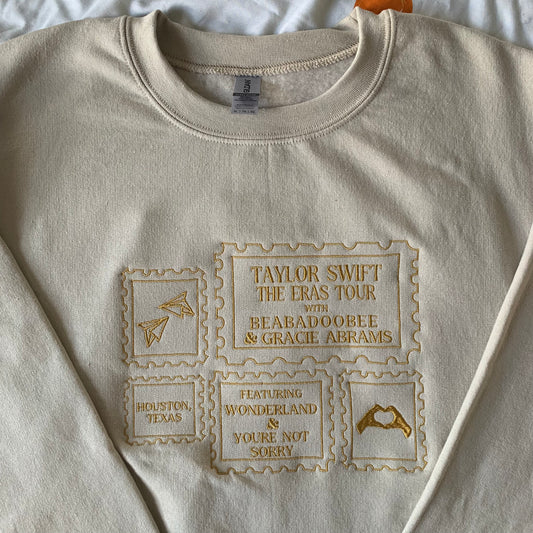 TAYLOR SWIFT
THE ERAS TOUR
WITH
BEABADOOBEE
& GRACIE ABRAMS
HOUSTON,
TEXAS
FEATURING
WONDERLAND
&
YOURE NOT
SORRY